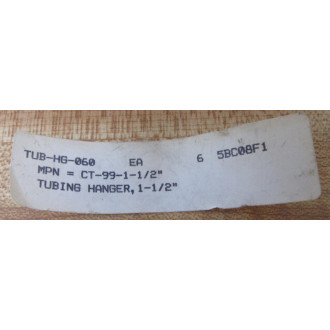 TUB-HG-060 EA 6 5BC08F1
MPN = CT-99-1-1/2"
TUBING HANGER,1-1/2"